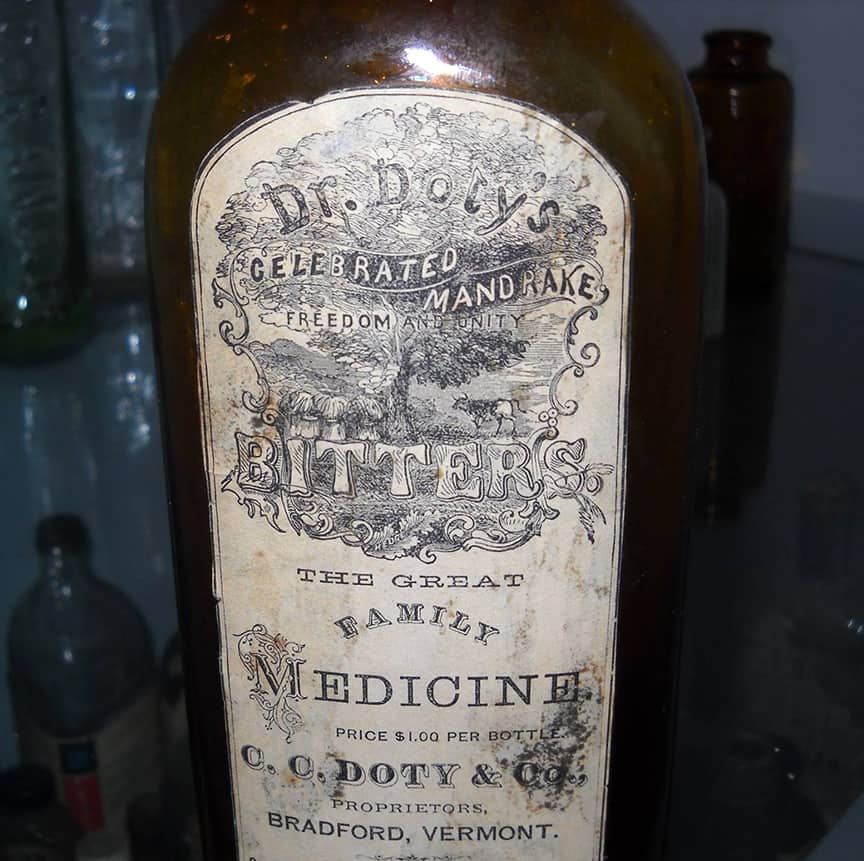 Dr. Doty's
CELEBRATED
MANDRAKE
FREEDOM AND UNITY
BITTERS
THE GREAT
FAMILY
MEDICINE.
PRICE $1.00 PER BOTTLE.
C. C. DOTY & Co.,
PROPRIETORS,
BRADFORD, VERMONT.